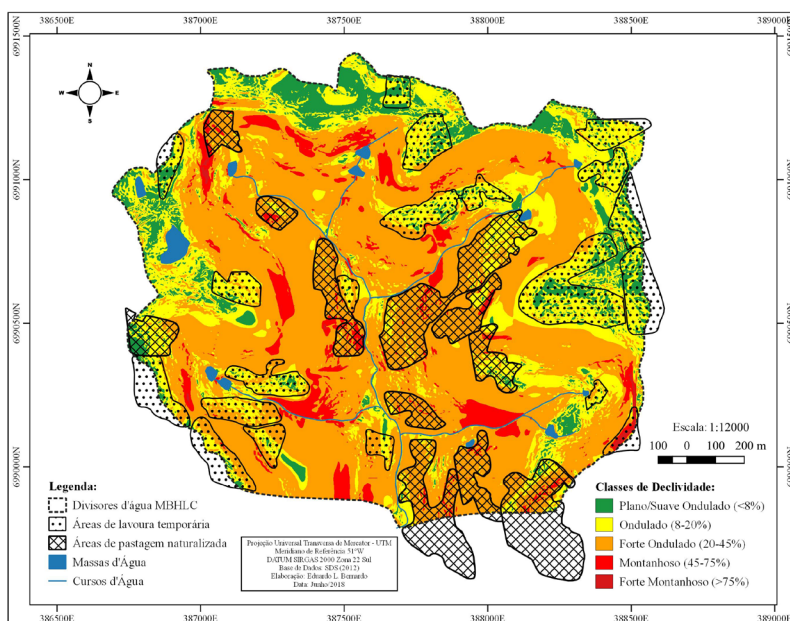 386500E 387000E 387500E 388000E 388500E 389000E
6991500N 6991500N
N
W E
S
6991000N 6991000N
6990500N 6990500N
6990000N 6990000N
Escala: 1:12000
100 0 100 200 m
Legenda:
Divisores d'água MBHLC
Áreas de lavoura temporária
Áreas de pastagem naturalizada
Massas d'Água
Cursos d'Água
Projeção Universal Transversa de Mercator - UTM
Meridiano de Referência 51°W
DATUM SIRGAS 2000 Zona 22 Sul
Base de Dados: SDS (2012)
Elaboração: Eduardo L. Bernardo
Data: Junho/2018
Classes de Declividade:
Plano/Suave Ondulado (<8%)
Ondulado (8-20%)
Forte Ondulado (20-45%)
Montanhoso (45-75%)
Forte Montanhoso (>75%)
386500E 387000E 387500E 388000E 388500E 389000E